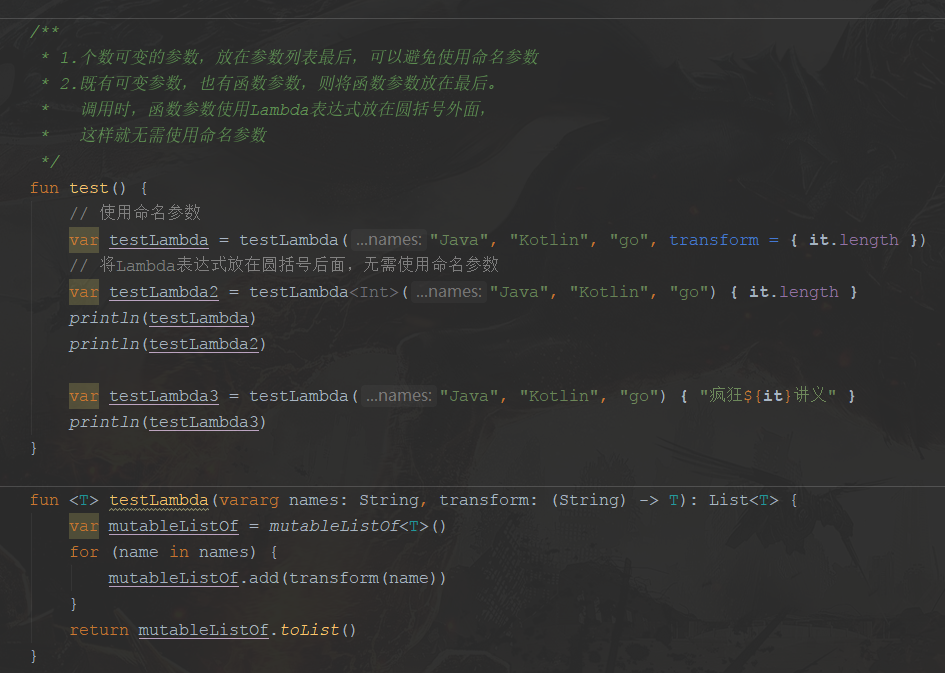 /**
 * 1.个数可变的参数，放在参数列表最后，可以避免使用命名参数
 * 2.既有可变参数，也有函数参数，则将函数参数放在最后。
 *   调用时，函数参数使用Lambda表达式放在圆括号外面，
 *   这样就无需使用命名参数
 */
fun test() {
    // 使用命名参数
    var testLambda = testLambda( ...names: "Java", "Kotlin", "go", transform = { it.length })
    // 将Lambda表达式放在圆括号后面，无需使用命名参数
    var testLambda2 = testLambda<Int>( ...names: "Java", "Kotlin", "go") { it.length }
    println(testLambda)
    println(testLambda2)
    var testLambda3 = testLambda( ...names: "Java", "Kotlin", "go") { "疯狂${it}讲义" }
    println(testLambda3)
}
fun <T> testLambda(vararg names: String, transform: (String) -> T): List<T> {
    var mutableListOf = mutableListOf<T>()
    for (name in names) {
        mutableListOf.add(transform(name))
    }
    return mutableListOf.toList()
}